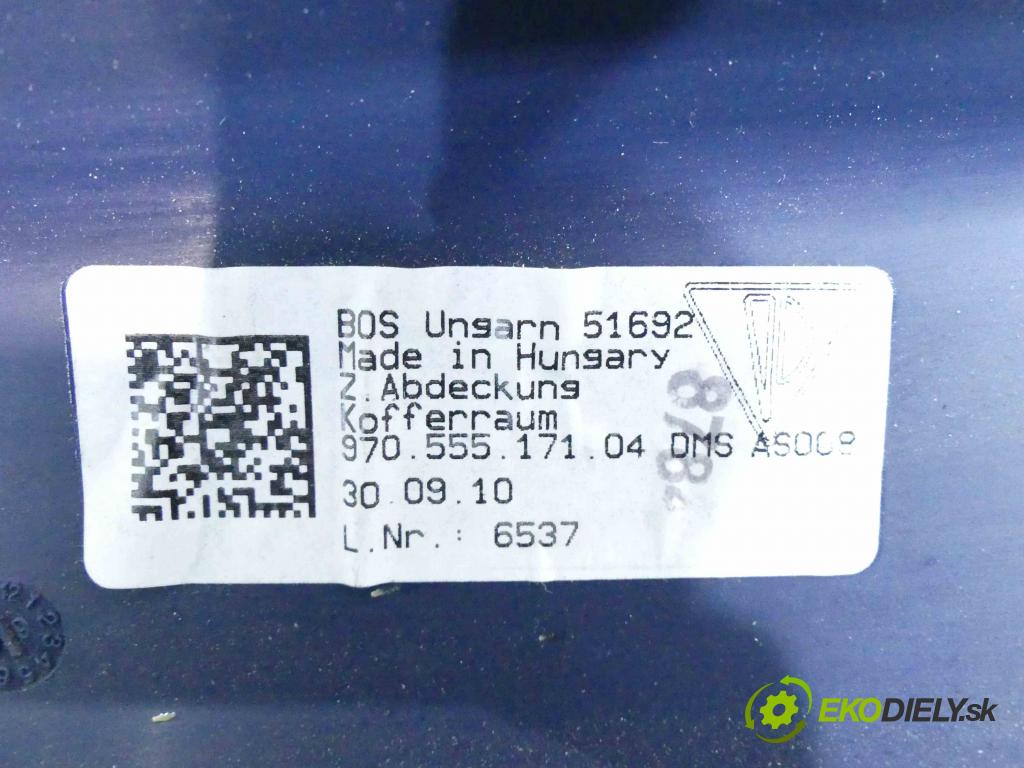 BOS Ungarn 51692
Made in Hungary
Z.Abdeckung
Kofferraum
970.555.171.04 DMS AS008
30.09.10
L.Nr.: 6537
EKODIELY.sk